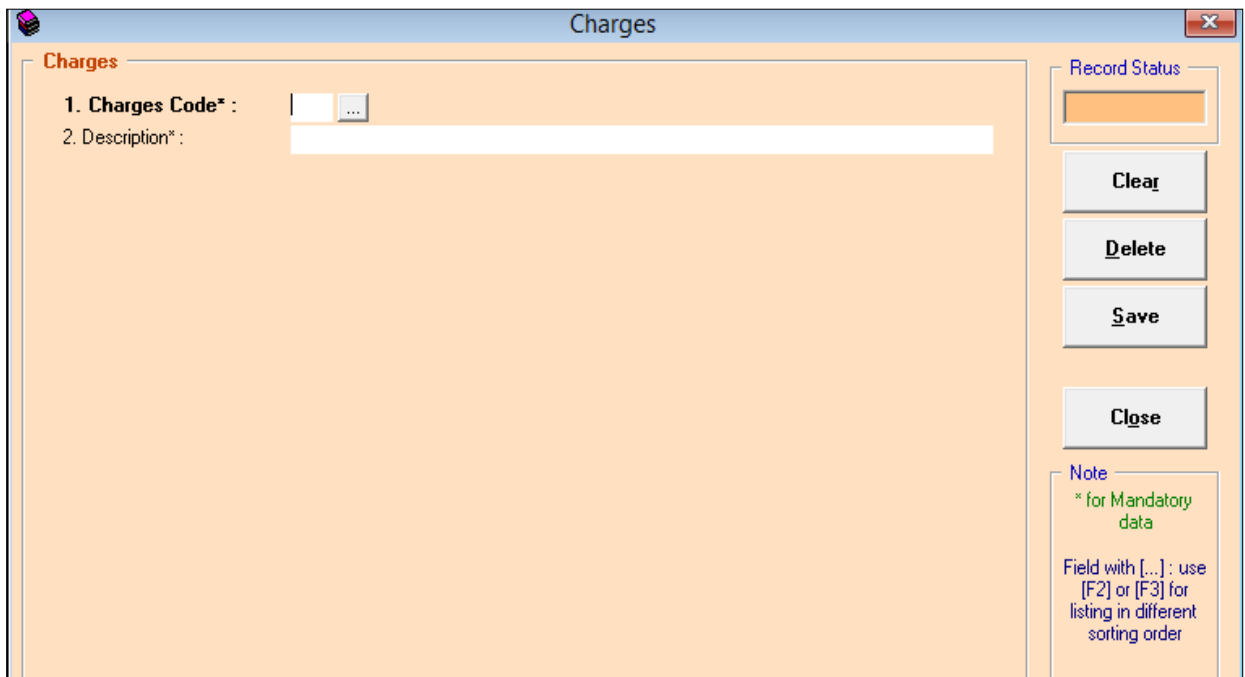 Charges
Charges
1. Charges Code* :
...
2. Description* :
Record Status
Clear
Delete
Save
Close
Note
* for Mandatory
data
Field with [...] : use
[F2] or [F3] for
listing in different
sorting order